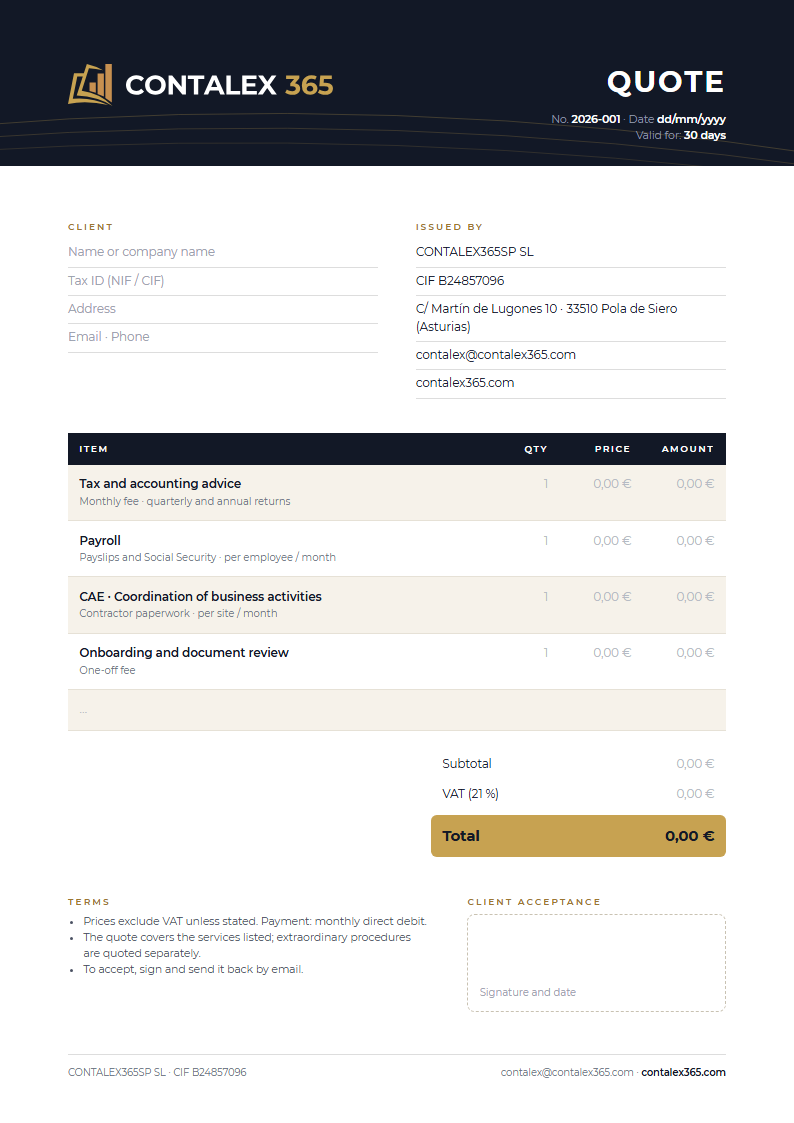 CONTALEX 365
QUOTE
No. 2026-001 · Date dd/mm/yyyy
Valid for: 30 days
CLIENT
Name or company name
Tax ID (NIF / CIF)
Address
Email · Phone
ISSUED BY
CONTALEX365SP SL
CIF B24857096
C/ Martín de Lugones 10 · 33510 Pola de Siero
(Asturias)
contalex@contalex365.com
contalex365.com
ITEM QTY PRICE AMOUNT
Tax and accounting advice 1 0,00 € 0,00 €
Monthly fee · quarterly and annual returns
Payroll 1 0,00 € 0,00 €
Payslips and Social Security · per employee / month
CAE · Coordination of business activities 1 0,00 € 0,00 €
Contractor paperwork · per site / month
Onboarding and document review 1 0,00 € 0,00 €
One-off fee
...
Subtotal 0,00 €
VAT (21 %) 0,00 €
Total 0,00 €
TERMS
• Prices exclude VAT unless stated. Payment: monthly direct debit.
• The quote covers the services listed; extraordinary procedures
are quoted separately.
• To accept, sign and send it back by email.
CLIENT ACCEPTANCE
Signature and date
CONTALEX365SP SL · CIF B24857096
contalex@contalex365.com · contalex365.com